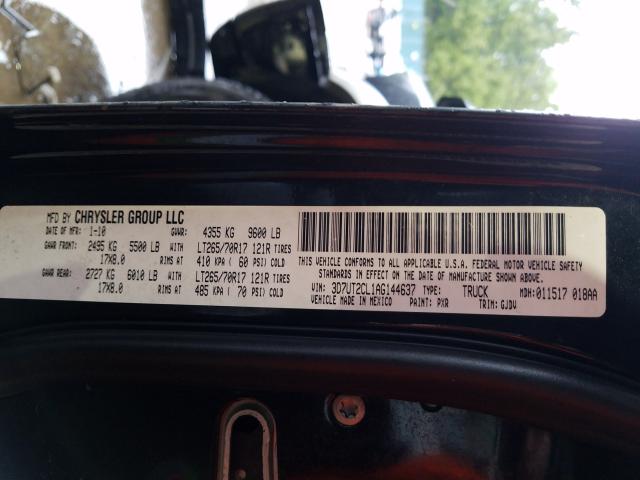 MFD BY CHRYSLER GROUP LLC
DATE OF MFR: 1-10 GVWR: 4355 KG 9600 LB
GAWR FRONT: 2495 KG 5500 LB WITH LT265/70R17 121R TIRES
17X8.0 RIMS AT 410 KPA ( 60 PSI) COLD
GAWR REAR: 2727 KG 6010 LB WITH LT265/70R17 121R TIRES
17X8.0 RIMS AT 485 KPA ( 70 PSI) COLD
THIS VEHICLE CONFORMS TO ALL APPLICABLE U.S.A. FEDERAL MOTOR VEHICLE SAFETY
STANDARDS IN EFFECT ON THE DATE OF MANUFACTURE SHOWN ABOVE
VIN: 3D7UT2CL1AG144637 TYPE: TRUCK MDH: 011517 018AA
MADE IN MEXICO PAINT: PXR TRIM: GJDV